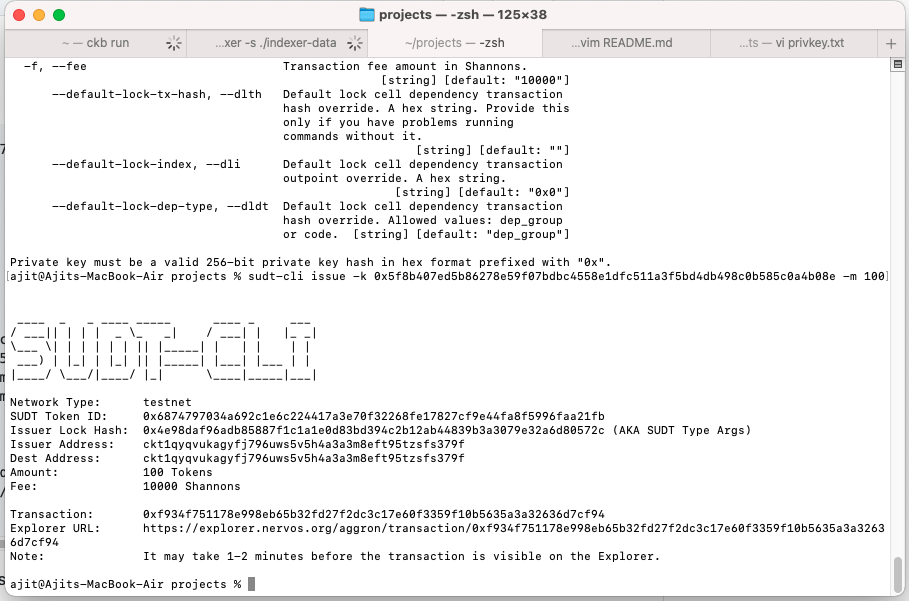 projects — -zsh — 125×38
~ — ckb run
...xer -s ./indexer-data
~/projects — -zsh
...vim README.md
...ts — vi privkey.txt
+
-f, --fee Transaction fee amount in Shannons.
[string] [default: "10000"]
--default-lock-tx-hash, --dlth Default lock cell dependency transaction
hash override. A hex string. Provide this
only if you have problems running
commands without it.
[string] [default: ""]
--default-lock-index, --dli Default lock cell dependency transaction
outpoint override. A hex string.
[string] [default: "0x0"]
--default-lock-dep-type, --dldt Default lock cell dependency transaction
hash override. Allowed values: dep_group
or code. [string] [default: "dep_group"]
Private key must be a valid 256-bit private key hash in hex format prefixed with "0x".
[ajit@Ajits-MacBook-Air projects % sudt-cli issue -k 0x5f8b407ed5b86278e59f07bdbc4558e1dfc511a3f5bd4db498c0b585c0a4b08e -m 100]
SUDT-CLI
Network Type: testnet
SUDT Token ID: 0x6874797034a692c1e6c224417a3e70f32268fe17827cf9e44fa8f5996faa21fb
Issuer Lock Hash: 0x4e98daf96adb85887f1c1a1e0d83bd394c2b12ab44839b3a3079e32a6d80572c (AKA SUDT Type Args)
Issuer Address: ckt1qyqvukagyfj796uws5v5h4a3a3m8eft95tzsfs379f
Dest Address: ckt1qyqvukagyfj796uws5v5h4a3a3m8eft95tzsfs379f
Amount: 100 Tokens
Fee: 10000 Shannons
Transaction: 0xf934f751178e998eb65b32fd27f2dc3c17e60f3359f10b5635a3a32636d7cf94
Explorer URL: https://explorer.nervos.org/aggron/transaction/0xf934f751178e998eb65b32fd27f2dc3c17e60f3359f10b5635a3a3263
6d7cf94
Note: It may take 1-2 minutes before the transaction is visible on the Explorer.
ajit@Ajits-MacBook-Air projects %